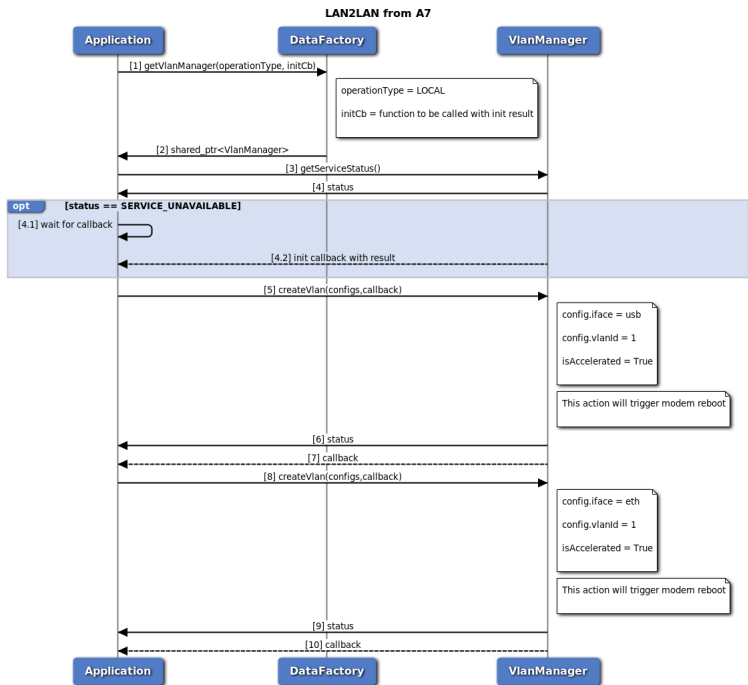 LAN2LAN from A7
Application
DataFactory
VlanManager
[1] getVlanManager(operationType, initCb)
operationType = LOCAL
initCb = function to be called with init result
[2] shared_ptr<VlanManager>
[3] getServiceStatus()
[4] status
opt
[status == SERVICE_UNAVAILABLE]
[4.1] wait for callback
[4.2] init callback with result
[5] createVlan(configs,callback)
config.iface = usb
config.vlanId = 1
isAccelerated = True
This action will trigger modem reboot
[6] status
[7] callback
[8] createVlan(configs,callback)
config.iface = eth
config.vlanId = 1
isAccelerated = True
This action will trigger modem reboot
[9] status
[10] callback
Application
DataFactory
VlanManager